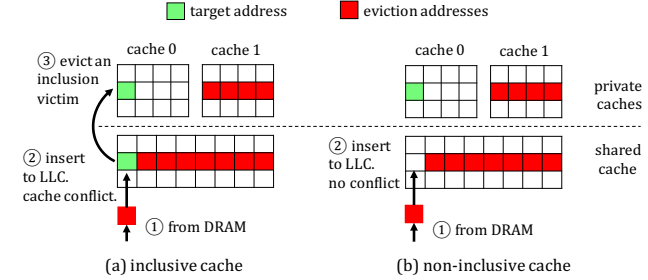 target address
eviction addresses
cache 0
cache 1
③ evict an
inclusion
victim
② insert
to LLC.
cache conflict.
① from DRAM
(a) inclusive cache
cache 0
cache 1
private
caches
② insert
to LLC.
no conflict
shared
cache
① from DRAM
(b) non-inclusive cache